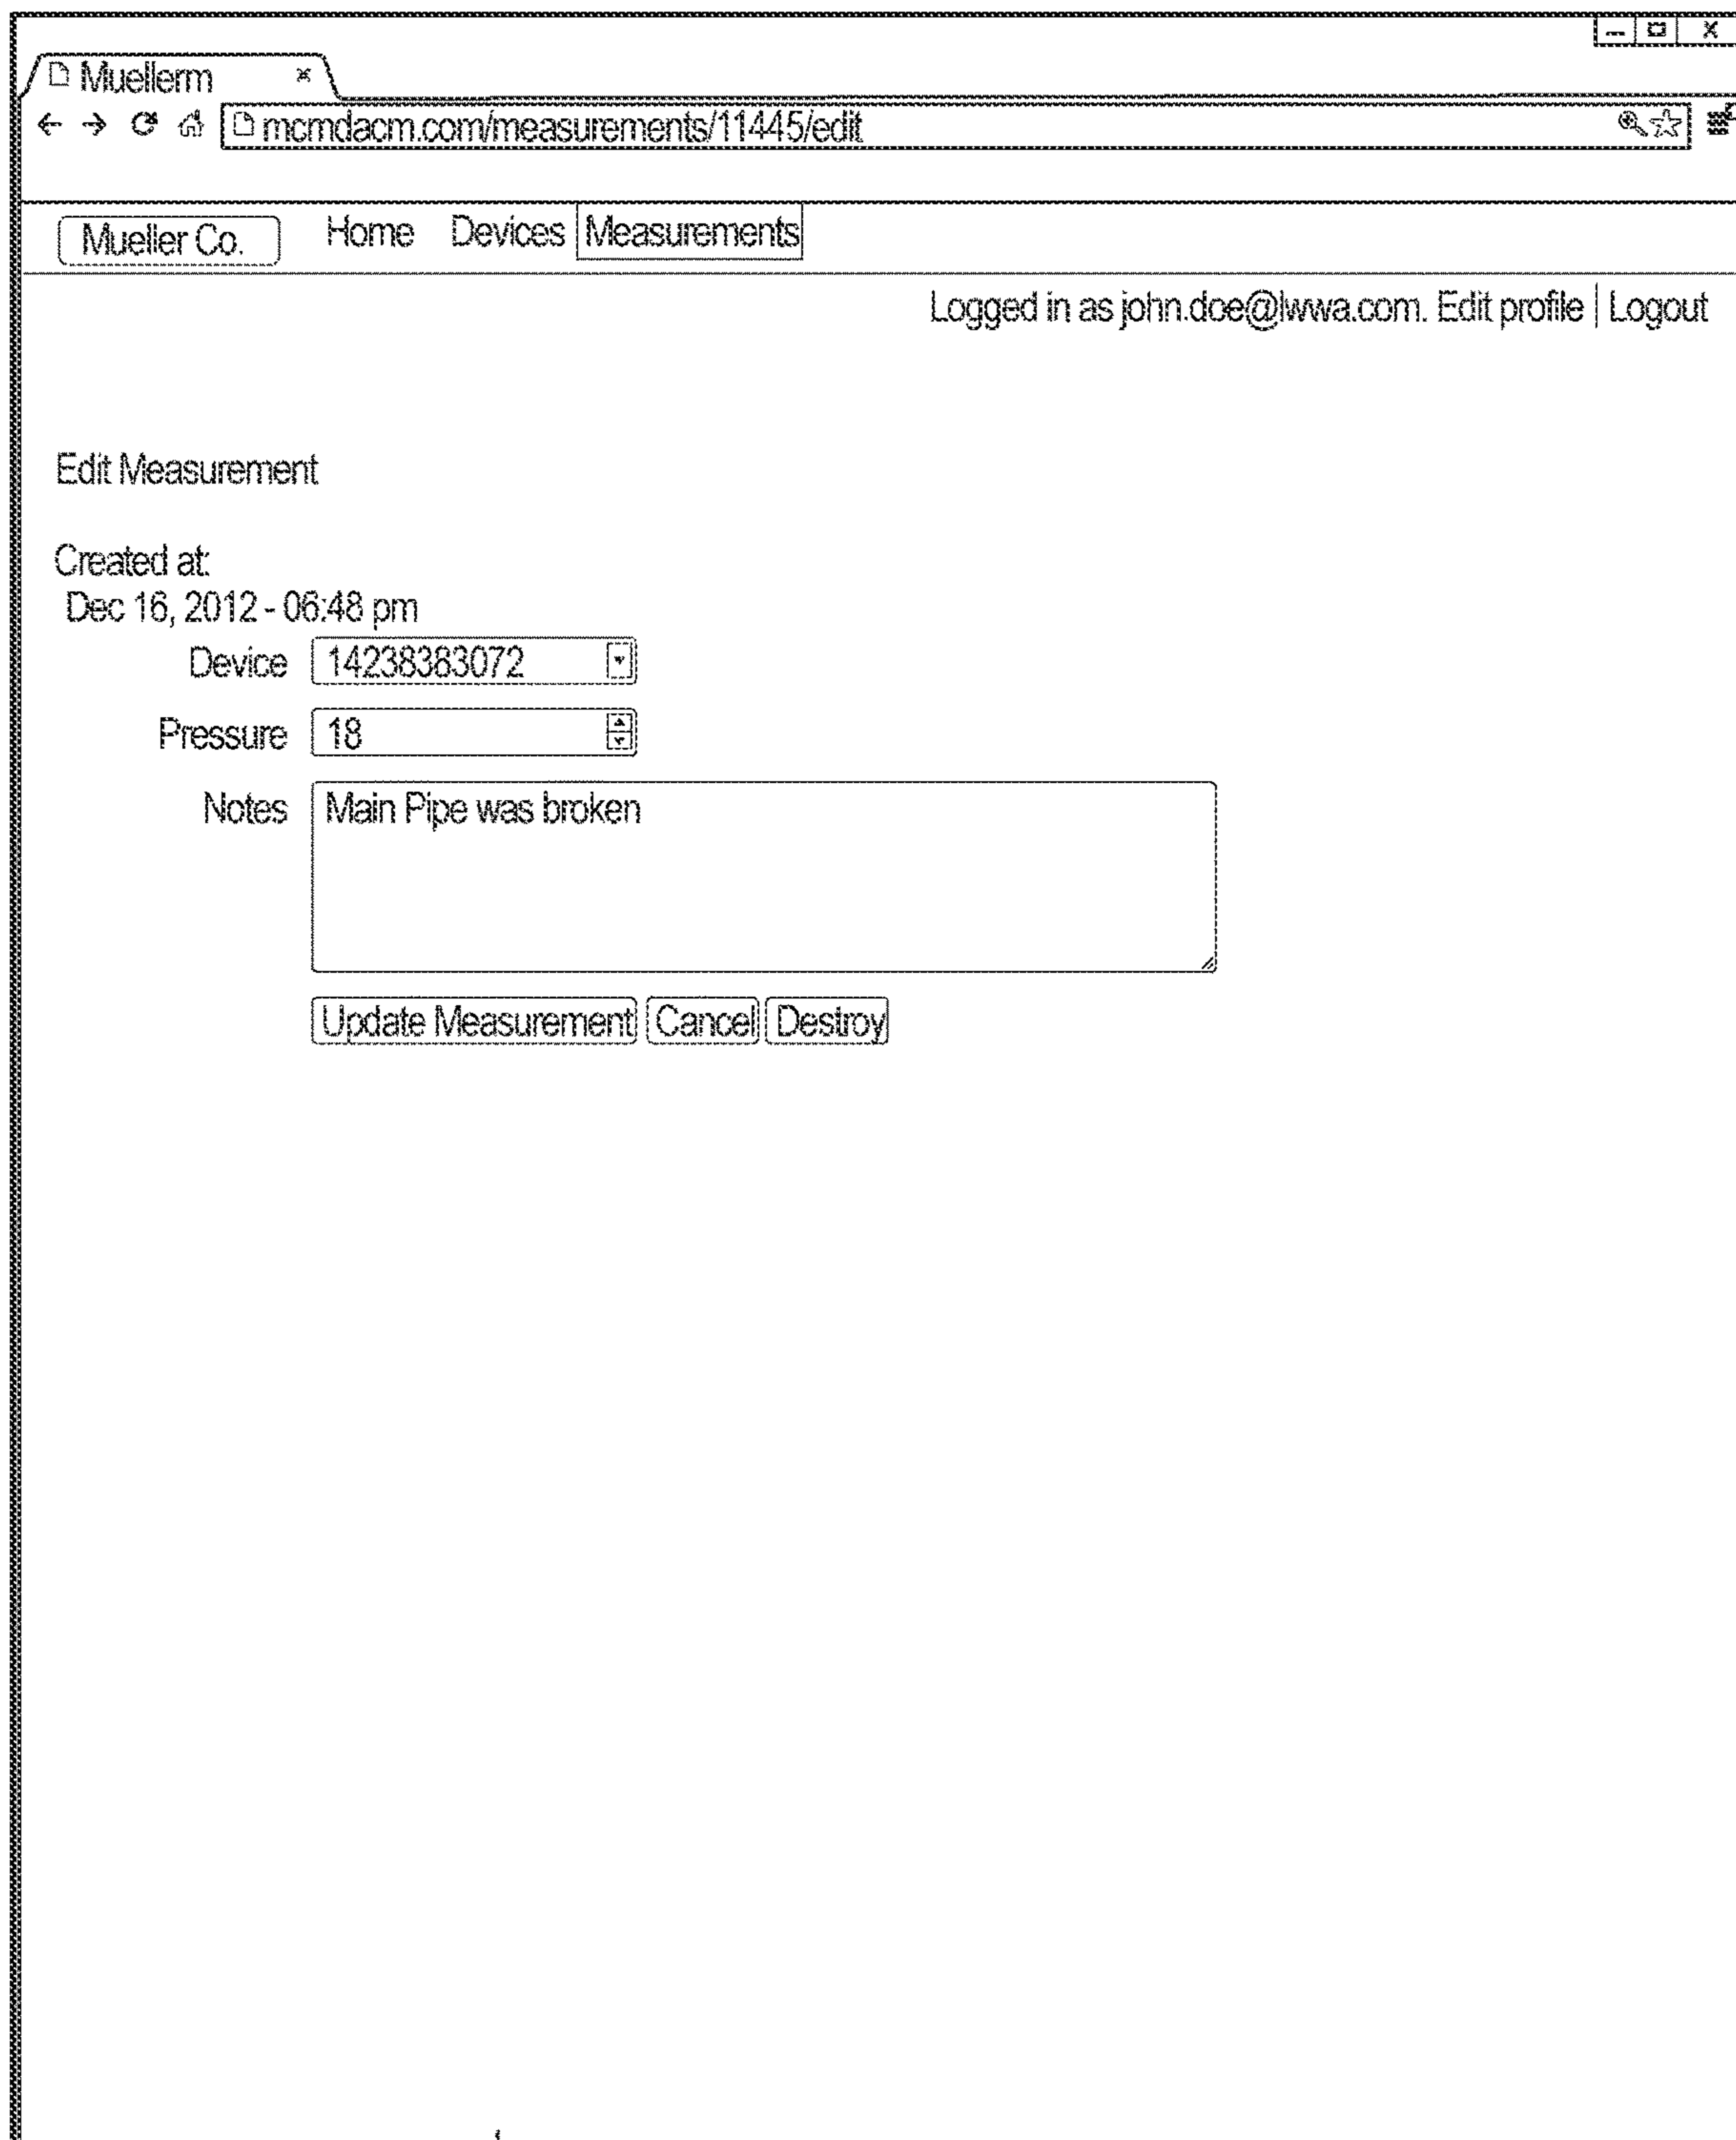 Muellerm
mcmdacm.com/measurements/11445/edit
Mueller Co. Home Devices Measurements
Logged in as john.doe@lwwa.com. Edit profile | Logout
Edit Measurement
Created at:
Dec 16, 2012 - 06:48 pm
Device 14238383072
Pressure 18
Notes Main Pipe was broken
Update Measurement Cancel Destroy